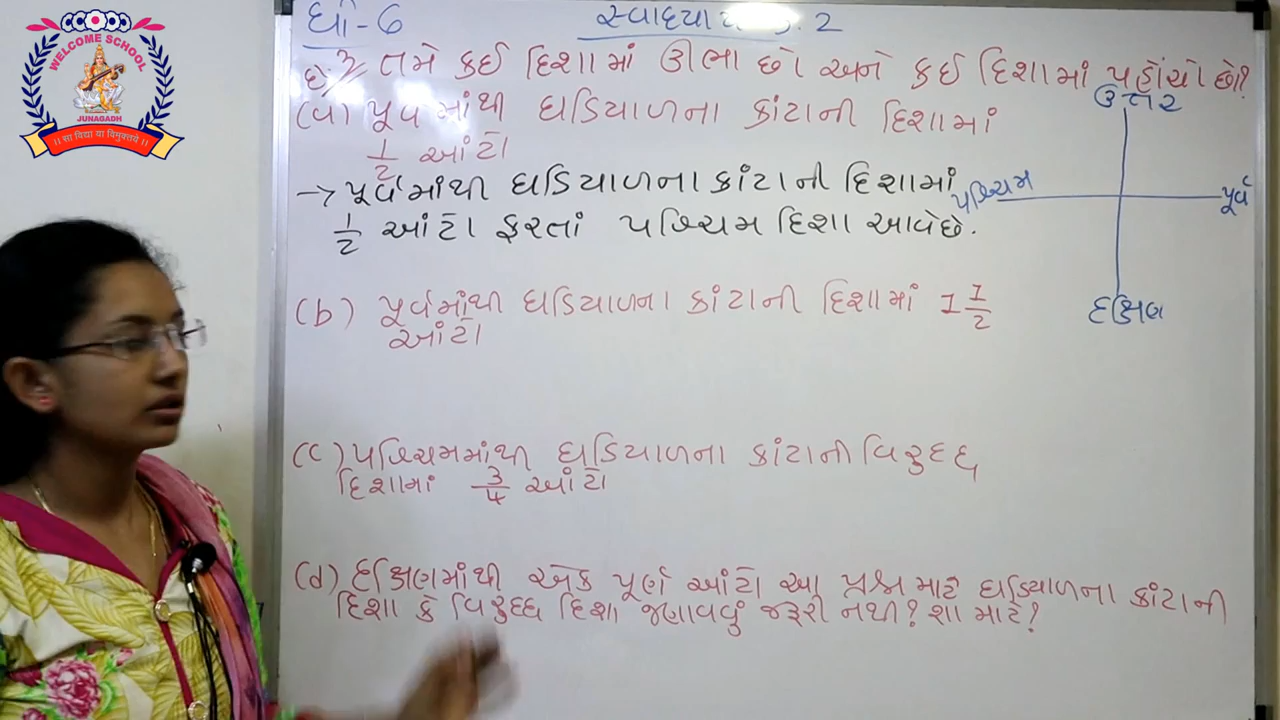 WELCOME SCHOOL
JUNAGADH
।। सा विद्या या विमुक्तये ।।
ધો-6
સ્વાધ્યાય 5.2
પ્ર.3 તમે કઈ દિશામાં ઊભા છો અને કઈ દિશામાં પહોંચો છો?
(a) પૂર્વમાંથી ઘડિયાળના કાંટાની દિશામાં
1/2 આંટો
→ પૂર્વમાંથી ઘડિયાળના કાંટાની દિશામાં
1/2 આંટો ફરતાં પશ્ચિમ દિશા આવેછે.
ઉત્તર
પશ્ચિમ પૂર્વ
દક્ષિણ
(b) પૂર્વમાંથી ઘડિયાળના કાંટાની દિશામાં 1 1/2
આંટો
(c) પશ્ચિમમાંથી ઘડિયાળના કાંટાની વિરુદ્ધ
દિશામાં 3/4 આંટો
(d) દક્ષિણમાંથી એક પૂર્ણ આંટો આ પ્રશ્ન માટે ઘડિયાળના કાંટાની
દિશા કે વિરુદ્ધ દિશા જણાવવું જરૂરી નથી? શા માટે?